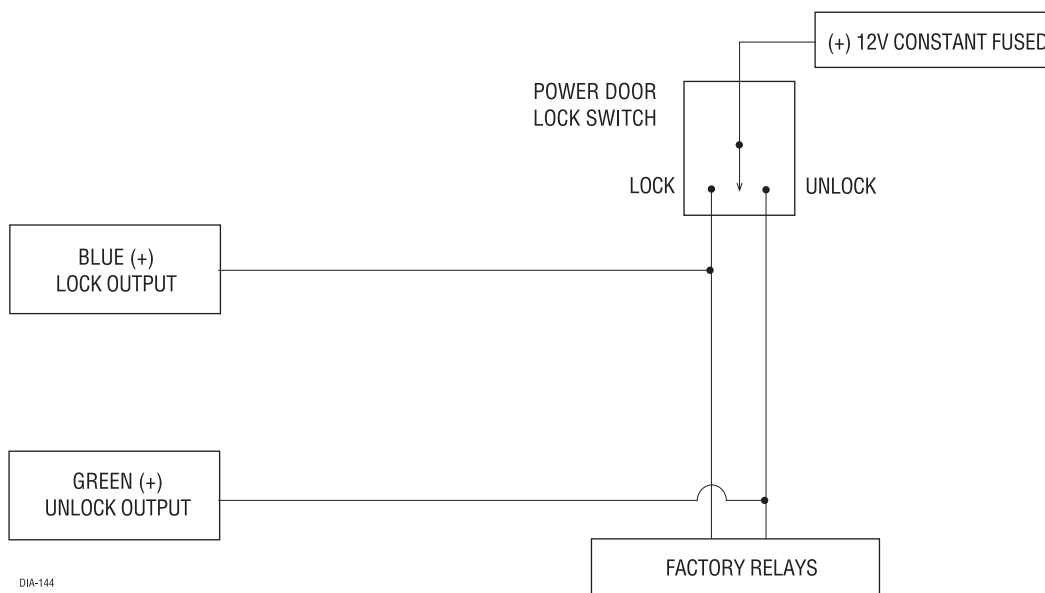 (+) 12V CONSTANT FUSED
POWER DOOR
LOCK SWITCH
LOCK
UNLOCK
BLUE (+)
LOCK OUTPUT
GREEN (+)
UNLOCK OUTPUT
FACTORY RELAYS
DIA-144